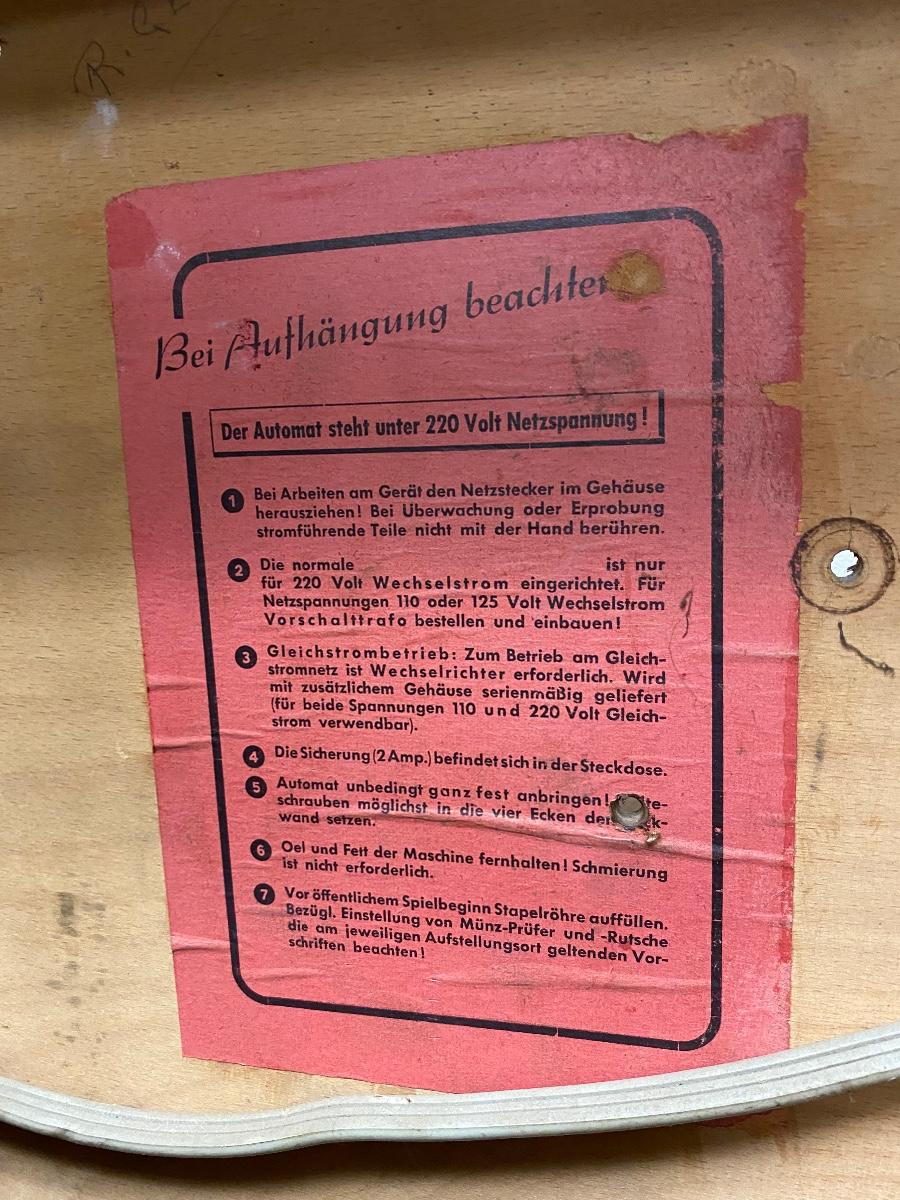 R.
Bei Aufhängung beachten
Der Automat steht unter 220 Volt Netzspannung!
1 Bei Arbeiten am Gerät den Netzstecker im Gehäuse
herausziehen! Bei Überwachung oder Erprobung
stromführende Teile nicht mit der Hand berühren.
2 Die normale ist nur
für 220 Volt Wechselstrom eingerichtet. Für
Netzspannungen 110 oder 125 Volt Wechselstrom
Vorschalttrafo bestellen und einbauen!
3 Gleichstrombetrieb: Zum Betrieb am Gleich-
stromnetz ist Wechselrichter erforderlich. Wird
mit zusätzlichem Gehäuse serienmäßig geliefert
(für beide Spannungen 110 und 220 Volt Gleich-
strom verwendbar).
4 Die Sicherung (2 Amp.) befindet sich in der Steckdose.
5 Automat unbedingt ganz fest anbringen! te-
schrauben möglichst in die vier Ecken der k-
wand setzen.
6 Oel und Fett der Maschine fernhalten! Schmierung
ist nicht erforderlich.
7 Vor öffentlichem Spielbeginn Stapelröhre auffüllen.
Bezügl. Einstellung von Münz-Prüfer und -Rutsche
die am jeweiligen Aufstellungsort geltenden Vor-
schriften beachten!